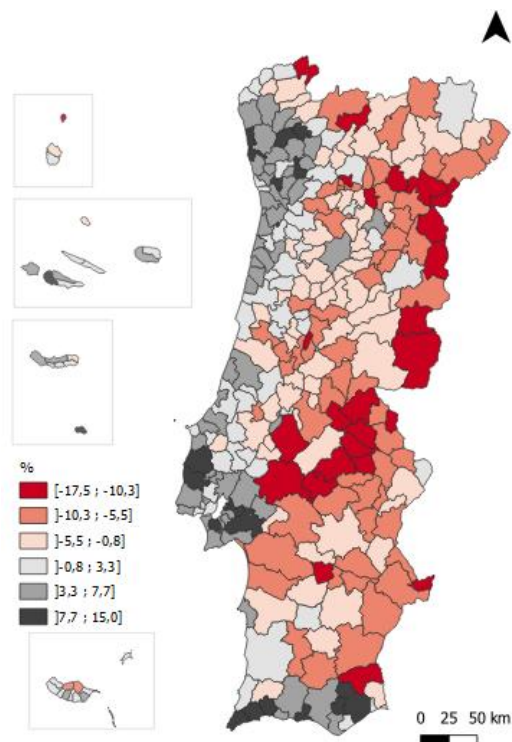 %
[-17,5 ; -10,3]
]-10,3 ; -5,5]
]-5,5 ; -0,8]
]-0,8 ; 3,3]
]3,3 ; 7,7]
]7,7 ; 15,0]
0 25 50 km